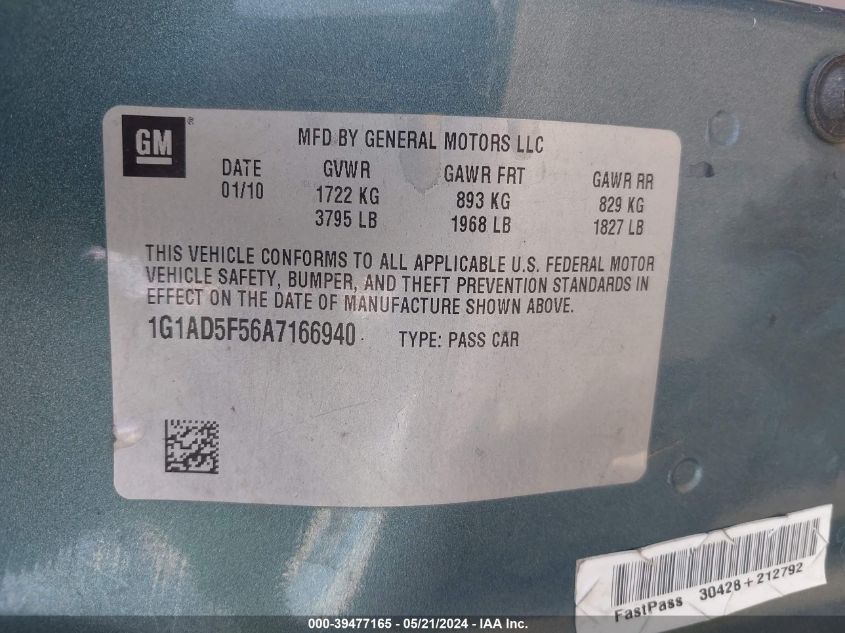 GM ®
MFD BY GENERAL MOTORS LLC
DATE GVWR GAWR FRT GAWR RR
01/10 1722 KG 893 KG 829 KG
3795 LB 1968 LB 1827 LB
THIS VEHICLE CONFORMS TO ALL APPLICABLE U.S. FEDERAL MOTOR
VEHICLE SAFETY, BUMPER, AND THEFT PREVENTION STANDARDS IN
EFFECT ON THE DATE OF MANUFACTURE SHOWN ABOVE.
1G1AD5F56A7166940 TYPE: PASS CAR
FastPass 30428+212792
000-39477165 - 05/21/2024 - IAA Inc.